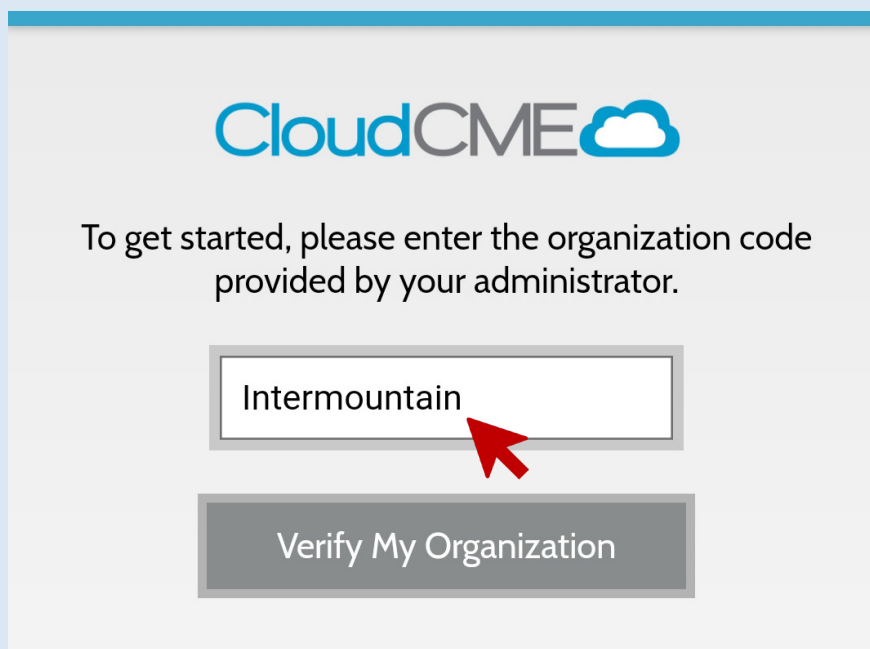 CloudCME
To get started, please enter the organization code
provided by your administrator.
Intermountain
Verify My Organization